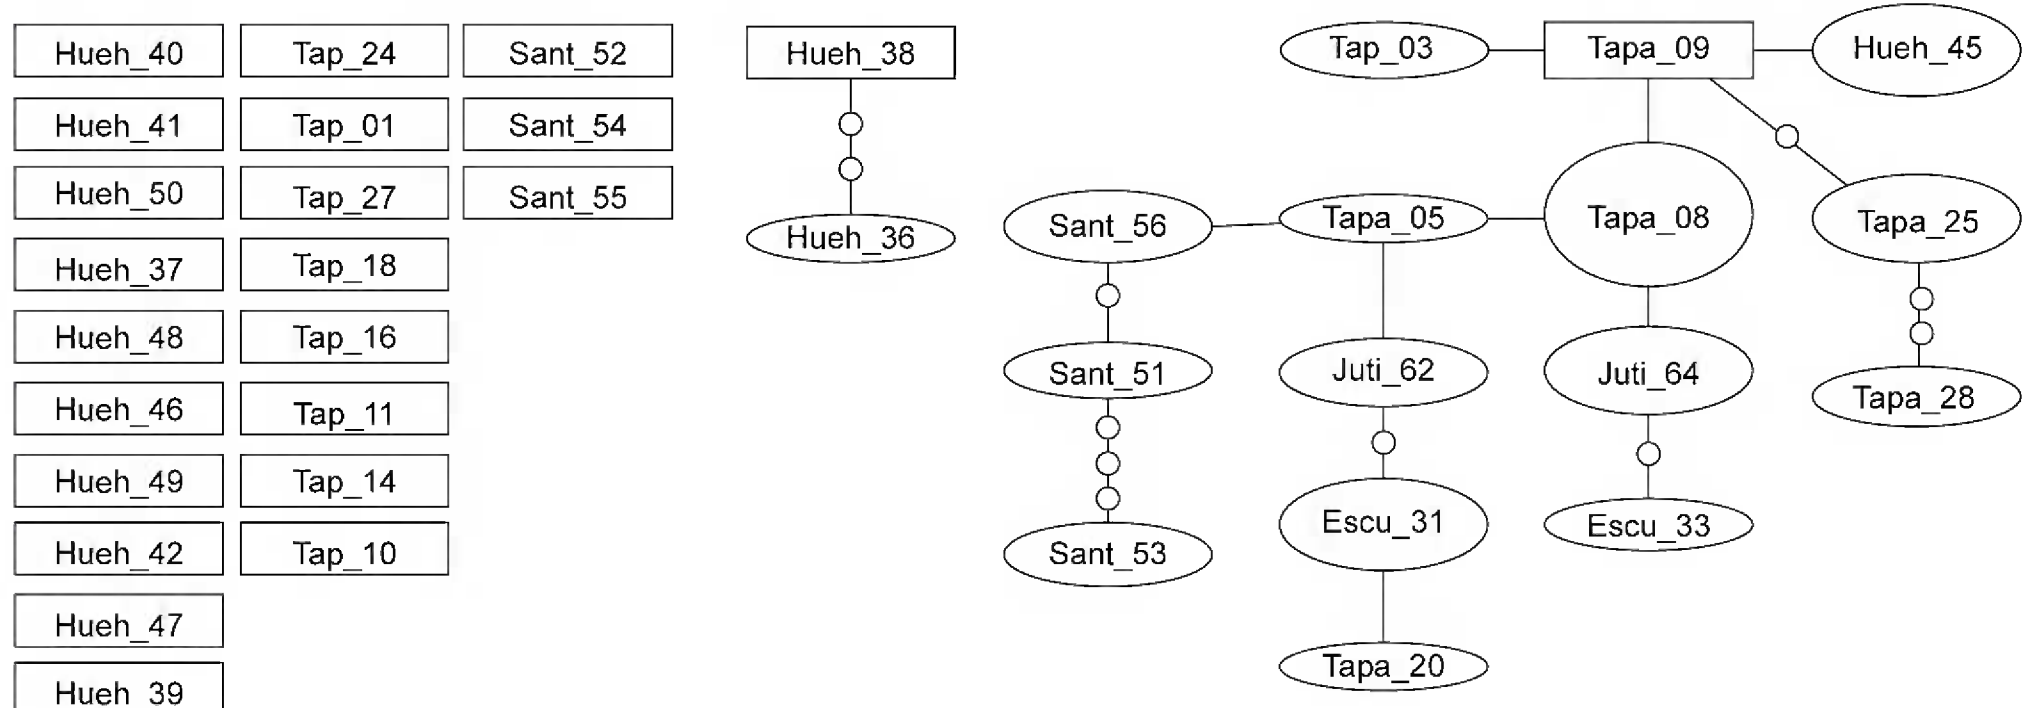 Hueh_40
Tap_24
Sant_52
Hueh_41
Tap_01
Sant_54
Hueh_50
Tap_27
Sant_55
Hueh_37
Tap_18
Hueh_48
Tap_16
Hueh_46
Tap_11
Hueh_49
Tap_14
Hueh_42
Tap_10
Hueh_47
Hueh_39
Hueh_38
Hueh_36
Tap_03
Tapa_09
Hueh_45
Sant_56
Tapa_05
Tapa_08
Tapa_25
Sant_51
Juti_62
Juti_64
Tapa_28
Sant_53
Escu_31
Escu_33
Tapa_20